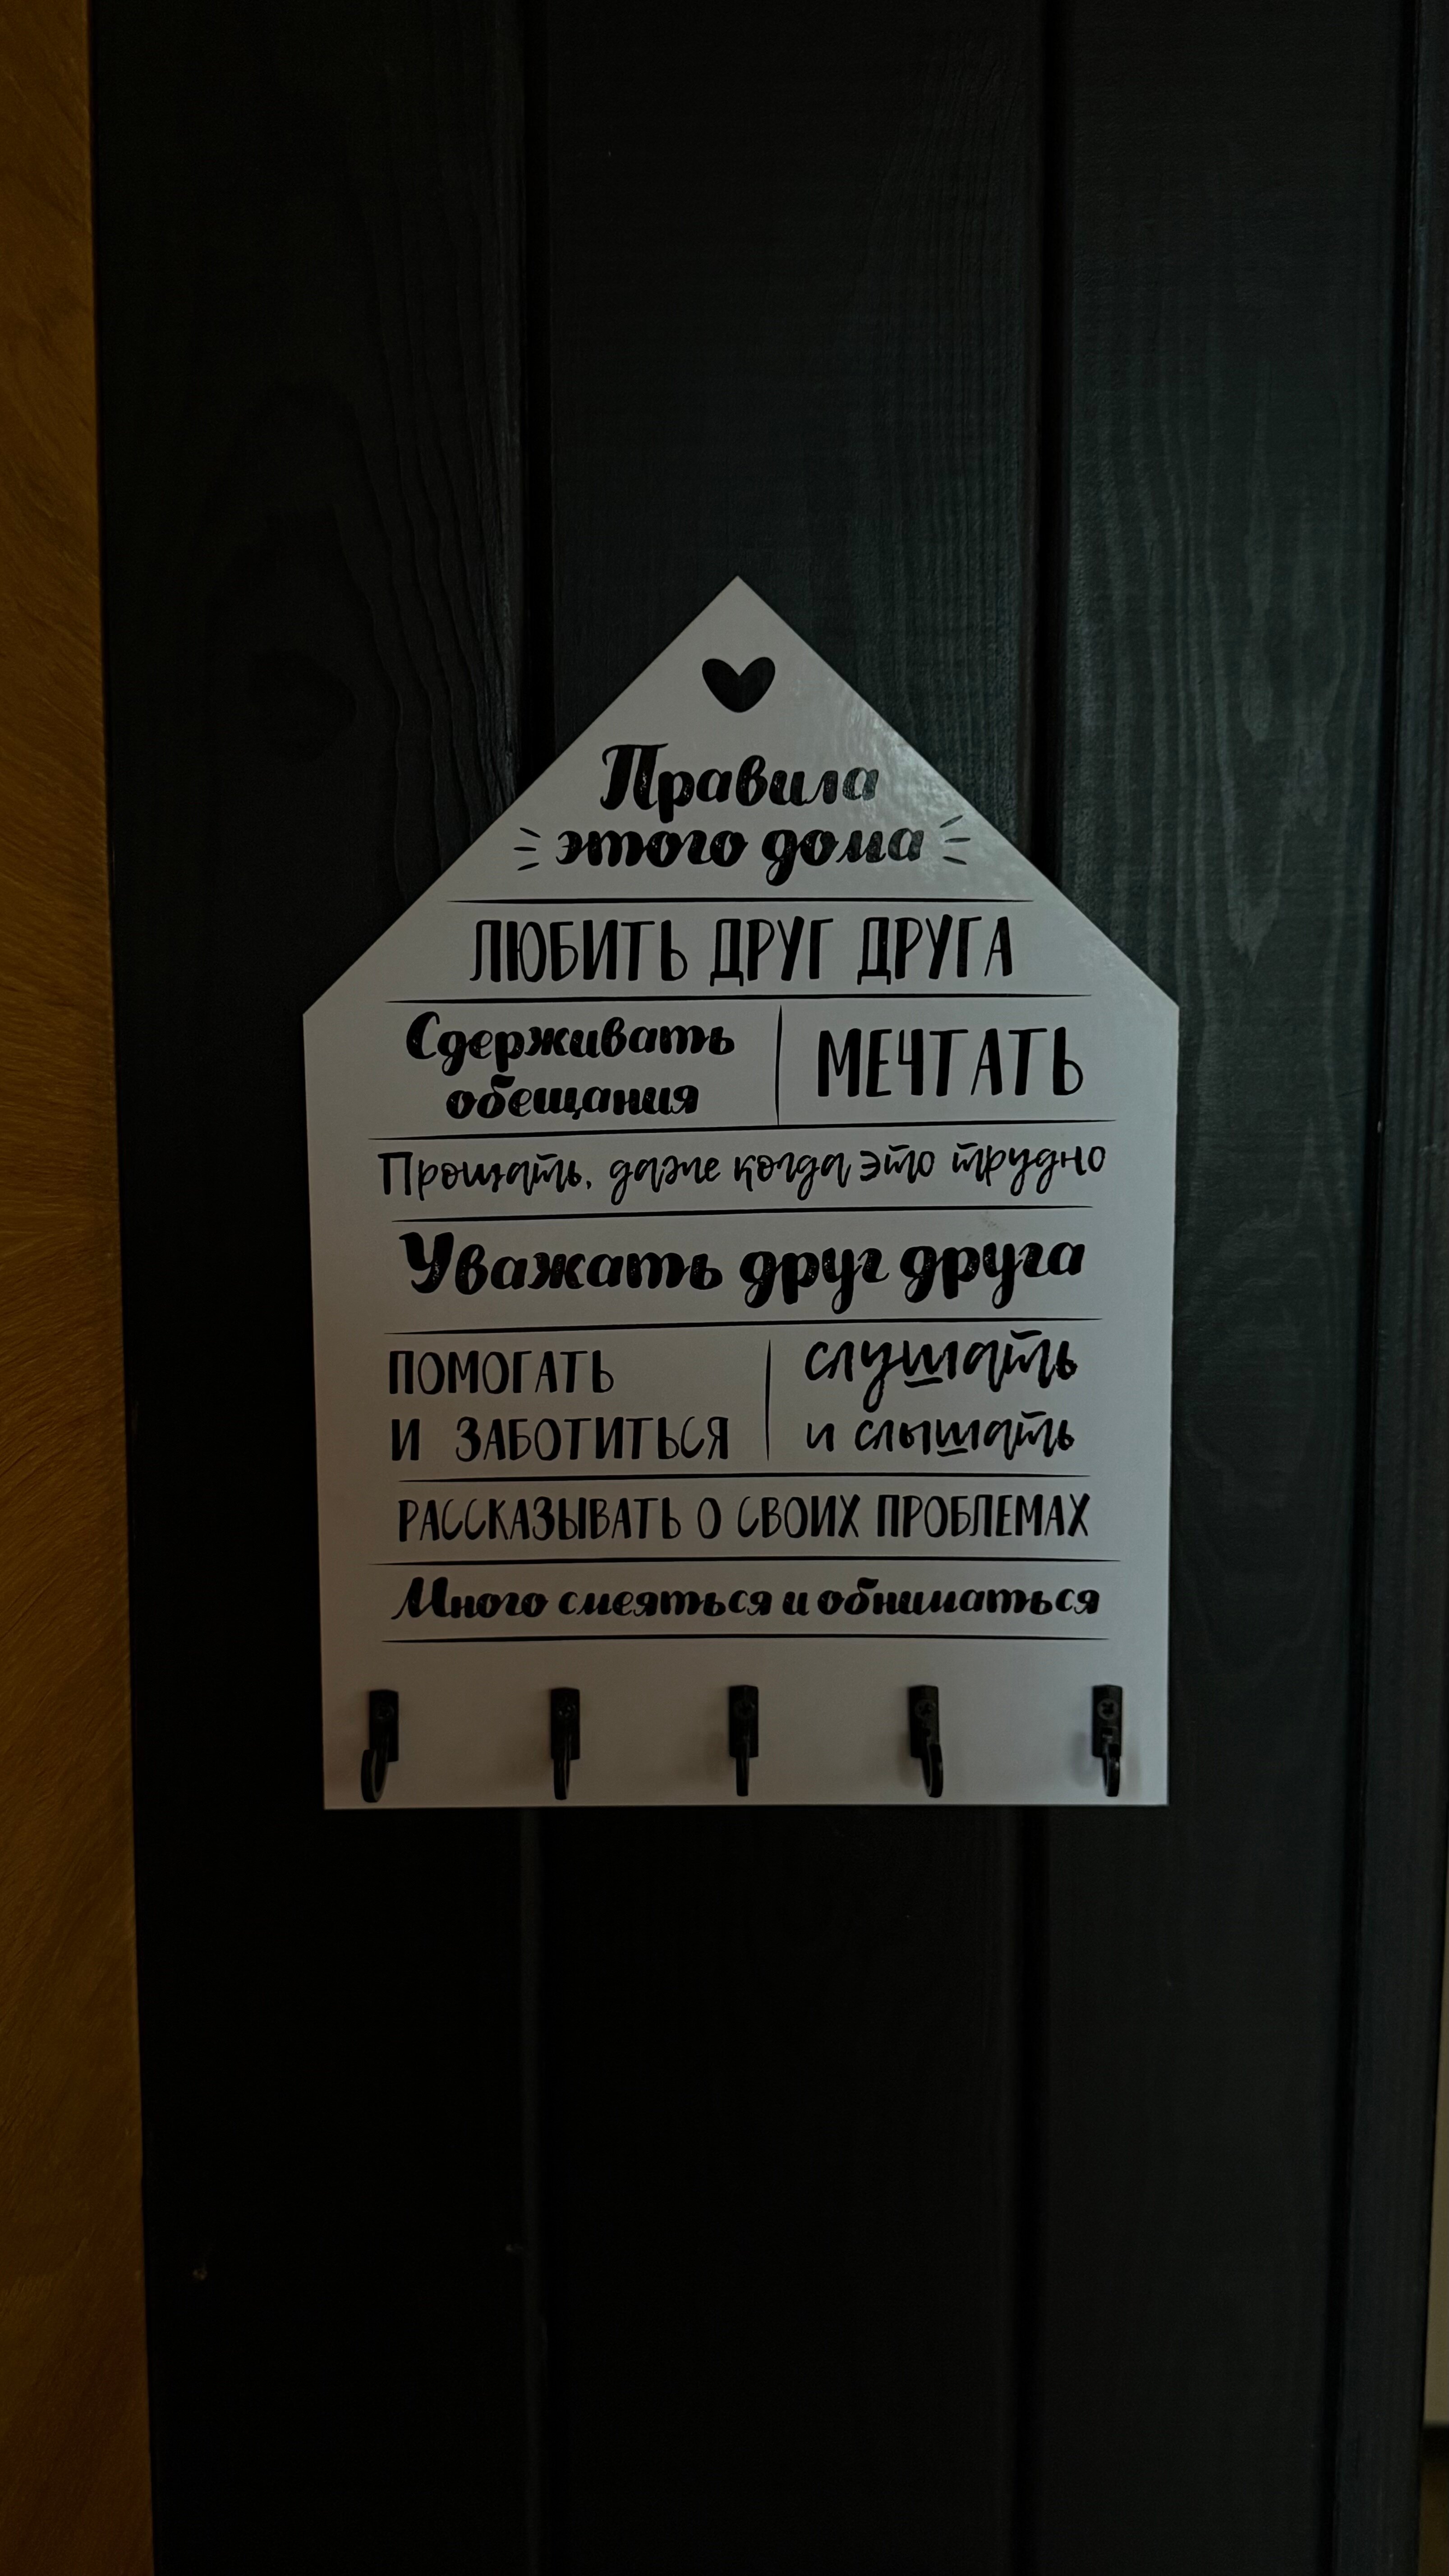 Правила
этого дома
ЛЮБИТЬ ДРУГ ДРУГА
Сдерживать
обещания
МЕЧТАТЬ
Прощать, даже когда это трудно
Уважать друг друга
ПОМОГАТЬ
И ЗАБОТИТЬСЯ
слушать
и слышать
РАССКАЗЫВАТЬ О СВОИХ ПРОБЛЕМАХ
Много смеяться и обниматься